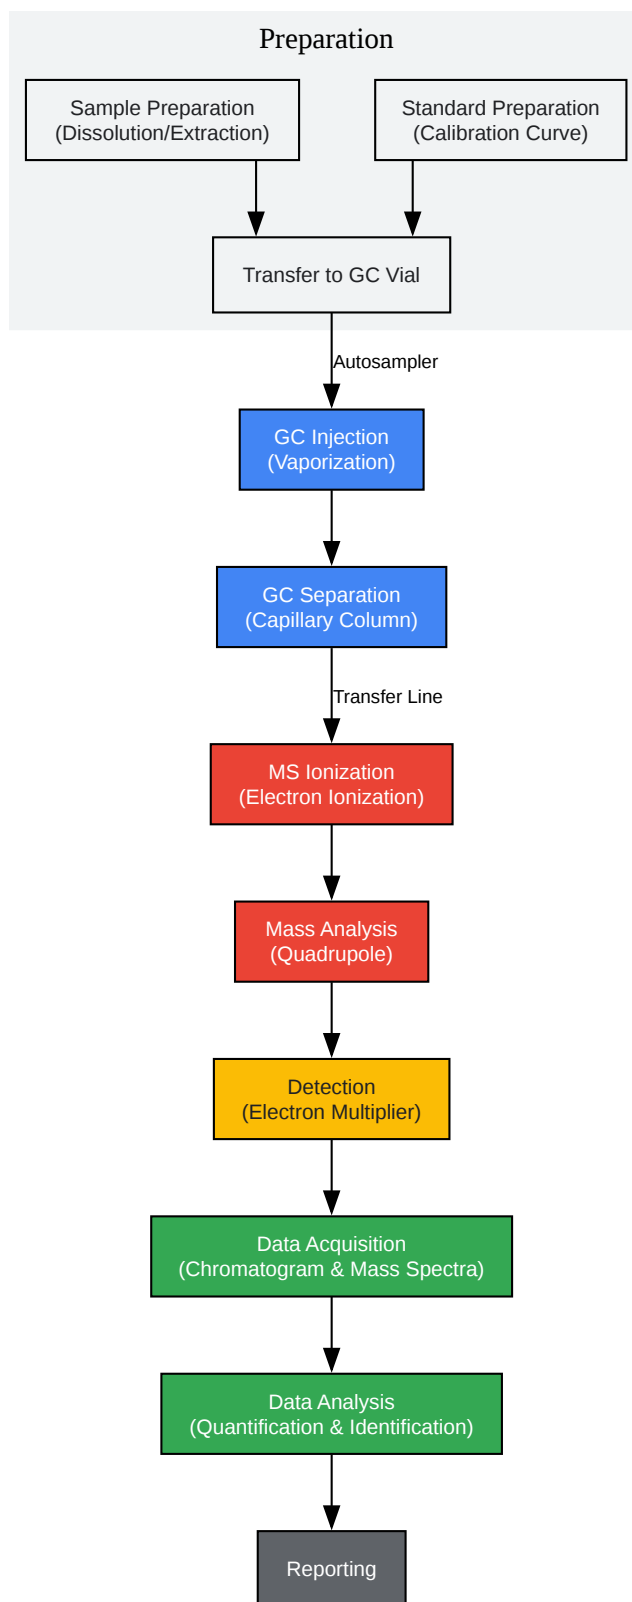 Preparation
Sample Preparation
(Dissolution/Extraction)
Standard Preparation
(Calibration Curve)
Transfer to GC Vial
Autosampler
GC Injection
(Vaporization)
GC Separation
(Capillary Column)
Transfer Line
MS Ionization
(Electron Ionization)
Mass Analysis
(Quadrupole)
Detection
(Electron Multiplier)
Data Acquisition
(Chromatogram & Mass Spectra)
Data Analysis
(Quantification & Identification)
Reporting